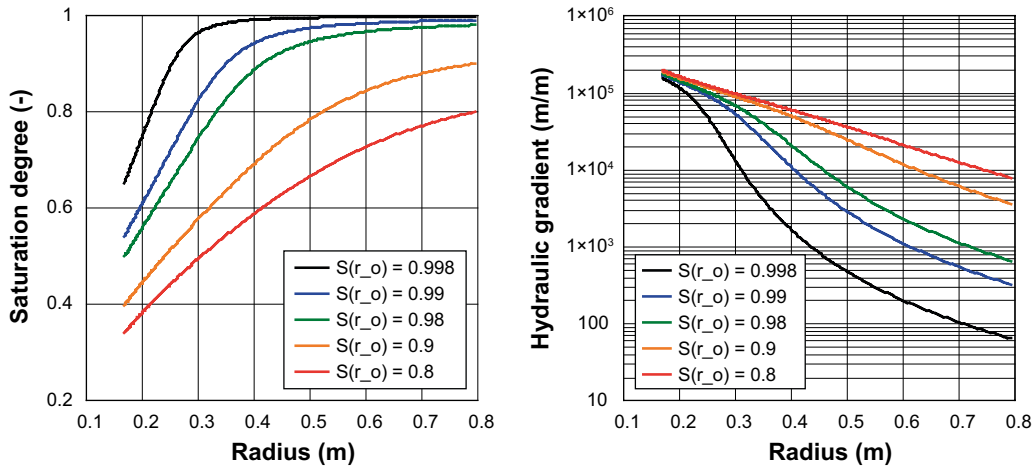 Saturation degree (-)
1
0.8
0.6
0.4
0.2
S(r_o) = 0.998
S(r_o) = 0.99
S(r_o) = 0.98
S(r_o) = 0.9
S(r_o) = 0.8
0.1 0.2 0.3 0.4 0.5 0.6 0.7 0.8
Radius (m)
Hydraulic gradient (m/m)
1×10⁶
1×10⁵
1×10⁴
1×10³
100
10
S(r_o) = 0.998
S(r_o) = 0.99
S(r_o) = 0.98
S(r_o) = 0.9
S(r_o) = 0.8
0.1 0.2 0.3 0.4 0.5 0.6 0.7 0.8
Radius (m)